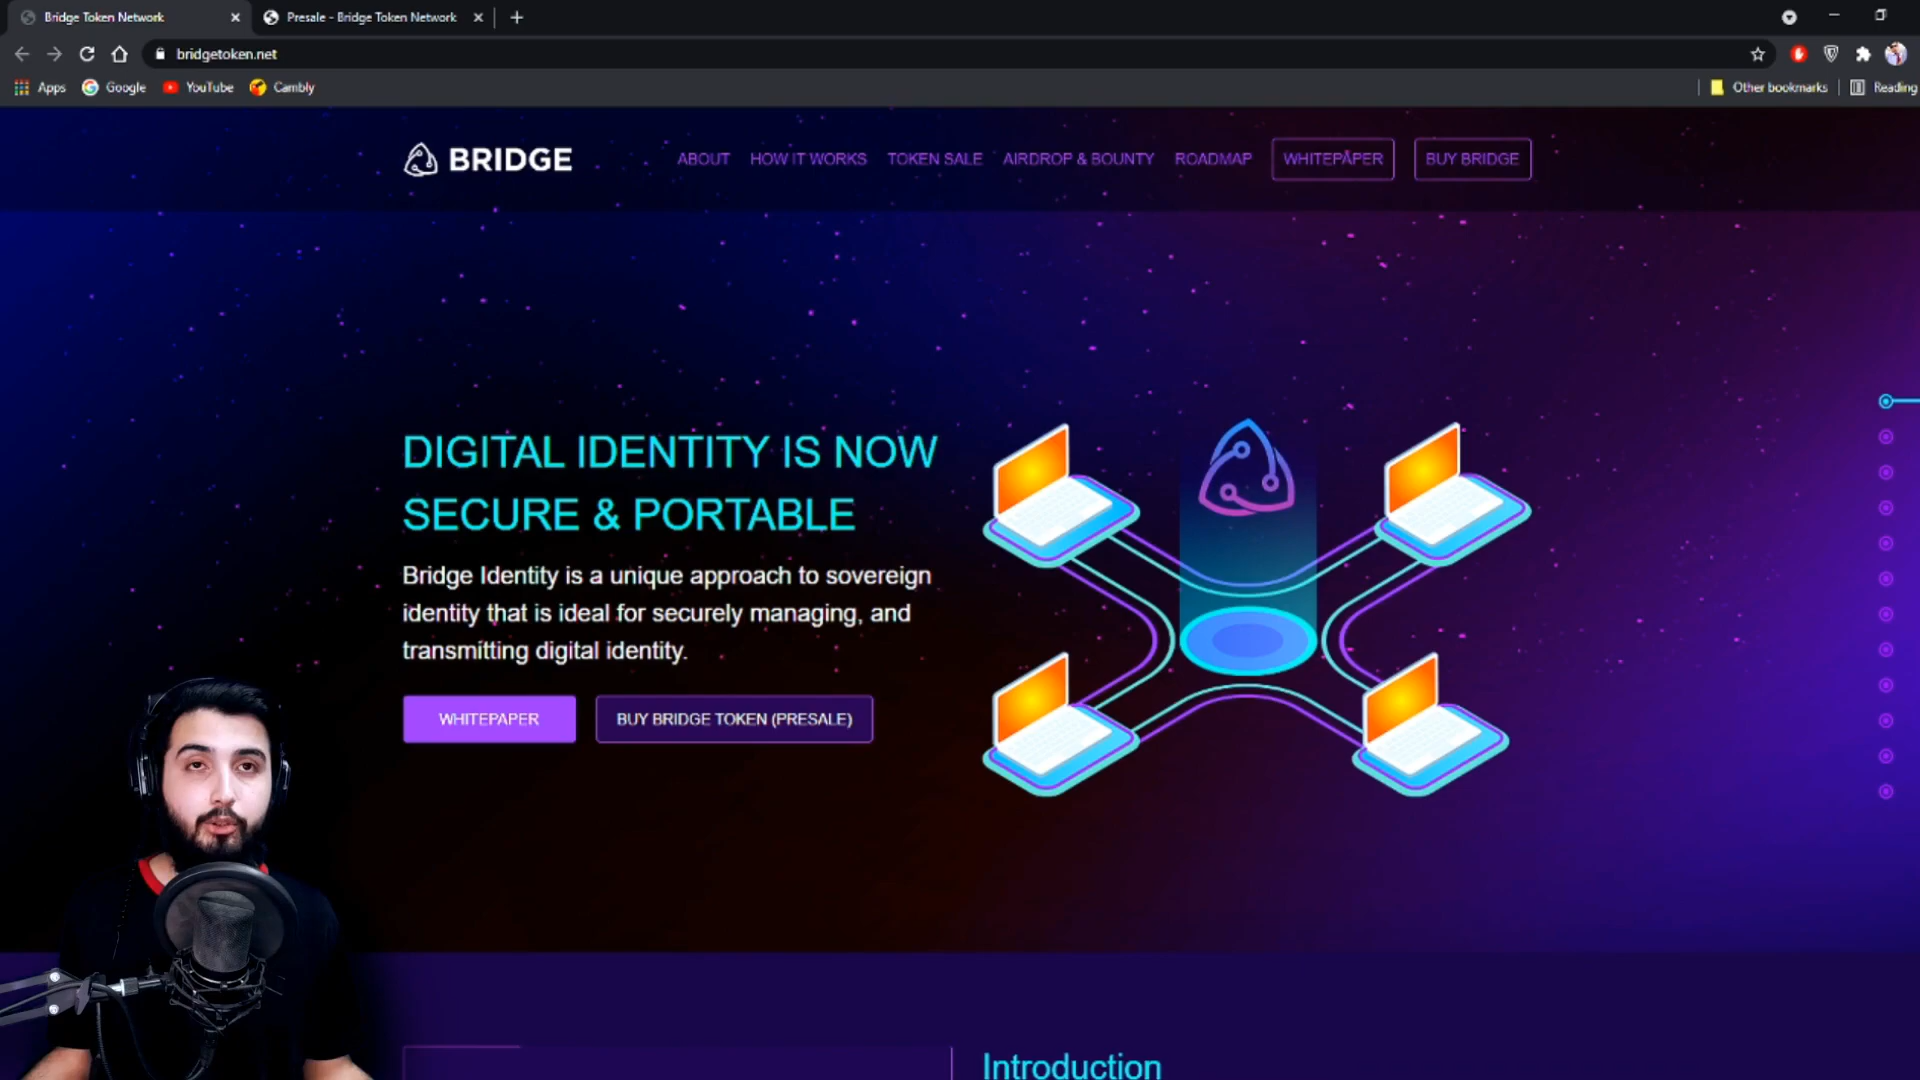 Bridge Token Network
Presale - Bridge Token Network
bridgetoken.net
Apps
Google
YouTube
Cambly
Other bookmarks
Reading
BRIDGE
ABOUT
HOW IT WORKS
TOKEN SALE
AIRDROP & BOUNTY
ROADMAP
WHITEPAPER
BUY BRIDGE
DIGITAL IDENTITY IS NOW
SECURE & PORTABLE
Bridge Identity is a unique approach to sovereign
identity that is ideal for securely managing, and
transmitting digital identity.
WHITEPAPER
BUY BRIDGE TOKEN (PRESALE)
Introduction